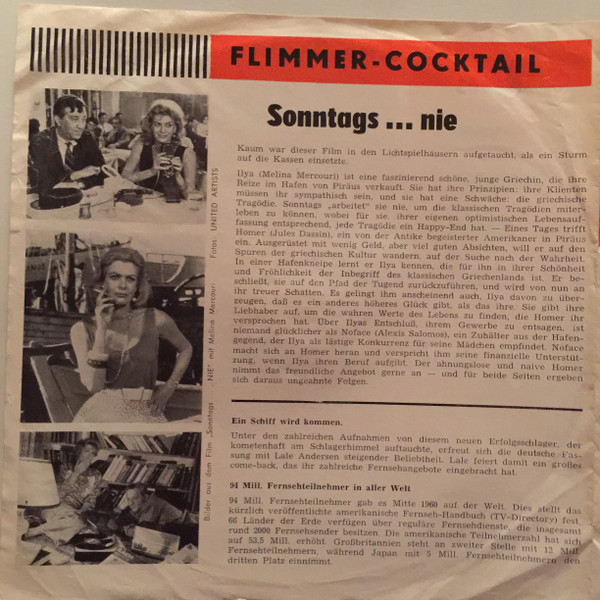 FLIMMER-COCKTAIL
Sonntags ... nie
Kaum war dieser Film in den Lichtspielhäusern aufgetaucht, als ein Sturm
auf die Kassen einsetzte.
Ilya (Melina Mercouri) ist eine faszinierend schöne, junge Griechin, die ihre
Reize im Hafen von Piräus verkauft. Sie hat ihre Prinzipien: ihre Klienten
müssen ihr sympathisch sein, und sie hat eine Schwäche: die griechische
Tragödie. Sonntags „arbeitet" sie nie, um die klassischen Tragödien miter-
leben zu können, wobei für sie, ihrer eigenen optimistischen Lebensauf-
fassung entsprechend, jede Tragödie ein Happy-End hat. — Eines Tages trifft
Homer (Jules Dassin), ein von der Antike begeisterter Amerikaner in Piräus
ein. Ausgerüstet mit wenig Geld, aber viel guten Absichten, will er auf den
Spuren der griechischen Kultur wandern, auf der Suche nach der Wahrheit.
In einer Hafenkneipe lernt er Ilya kennen, die für ihn in ihrer Schönheit
und Fröhlichkeit der Inbegriff des klassischen Griechenlands ist. Er be-
schließt, sie auf den Pfad der Tugend zurückzuführen, und wird von nun an
ihr treuer Schatten. Es gelingt ihm anscheinend auch, Ilya davon zu über-
zeugen, daß es ein anderes höheres Glück gibt, als das ihre. Sie gibt ihre
Liebhaber auf, um die wahren Werte des Lebens zu finden, die Homer ihr
versprochen hat. Über Ilyas Entschluß, ihrem Gewerbe zu entsagen, ist
niemand glücklicher als Noface (Alexis Salomos), ein Zuhälter aus der Hafen-
gegend, der Ilya als lästige Konkurrenz für seine Mädchen empfindet. Noface
macht sich an Homer heran und verspricht ihm seine finanzielle Unterstüt-
zung, wenn Ilya ihren Beruf aufgibt. Der ahnungslose und naive Homer
nimmt das freundliche Angebot gerne an — und für beide Seiten ergeben
sich daraus ungeahnte Folgen.
Ein Schiff wird kommen.
Unter den zahlreichen Aufnahmen von diesem neuen Erfolgsschlager, der
kometenhaft am Schlagerhimmel auftauchte, erfreut sich die deutsche Fas-
sung mit Lale Andersen steigender Beliebtheit. Lale feiert damit ein großes
come-back, das ihr zahlreiche Fernsehangebote eingebracht hat.
94 Mill. Fernsehteilnehmer in aller Welt
94 Mill. Fernsehteilnehmer gab es Mitte 1960 auf der Welt. Dies stellt das
kürzlich veröffentlichte amerikanische Fernseh-Handbuch (TV-Directory) fest.
66 Länder der Erde verfügen über reguläre Fernsehdienste, die insgesamt
rund 2000 Fernsehsender besitzen. Die amerikanische Teilnehmerzahl hat sich
auf 53,5 Mill. erhöht. Großbritannien steht an zweiter Stelle mit 12 Mill.
Fernsehteilnehmern, während Japan mit 5 Mill. Fernsehteilnehmern den
dritten Platz einnimmt.
Bilder aus dem Film „Sonntags ... NIE" mit Melina Mercouri Fotos UNITED ARTISTS